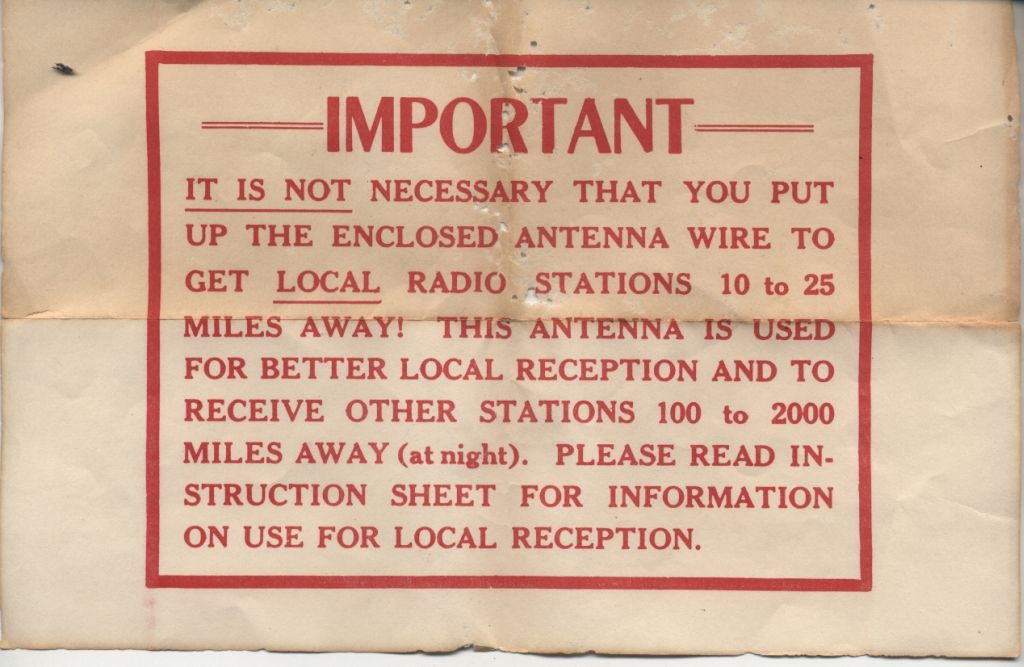 IMPORTANT
IT IS NOT NECESSARY THAT YOU PUT
UP THE ENCLOSED ANTENNA WIRE TO
GET LOCAL RADIO STATIONS 10 to 25
MILES AWAY! THIS ANTENNA IS USED
FOR BETTER LOCAL RECEPTION AND TO
RECEIVE OTHER STATIONS 100 to 2000
MILES AWAY (at night). PLEASE READ IN-
STRUCTION SHEET FOR INFORMATION
ON USE FOR LOCAL RECEPTION.